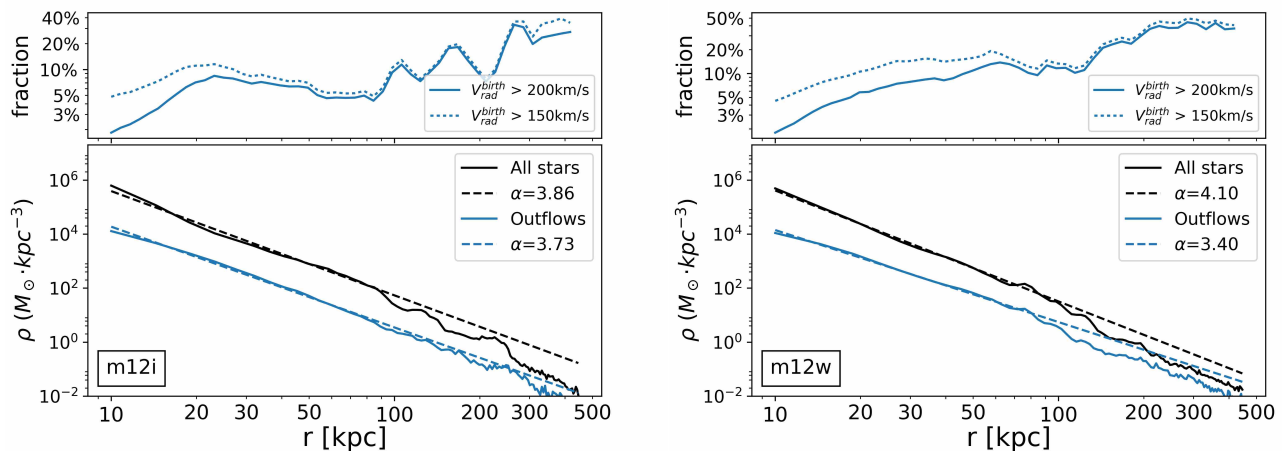 40%
20%
10%
5%
3%
fraction
V_rad^birth > 200km/s
V_rad^birth > 150km/s
10^6
10^4
10^2
10^0
10^−2
ρ (M_⊙·kpc^−3)
All stars
α=3.86
Outflows
α=3.73
m12i
10 20 30 50 100 200 300 500
r [kpc]
50%
20%
10%
5%
3%
fraction
V_rad^birth > 200km/s
V_rad^birth > 150km/s
10^6
10^4
10^2
10^0
10^−2
ρ (M_⊙·kpc^−3)
All stars
α=4.10
Outflows
α=3.40
m12w
10 20 30 50 100 200 300 500
r [kpc]